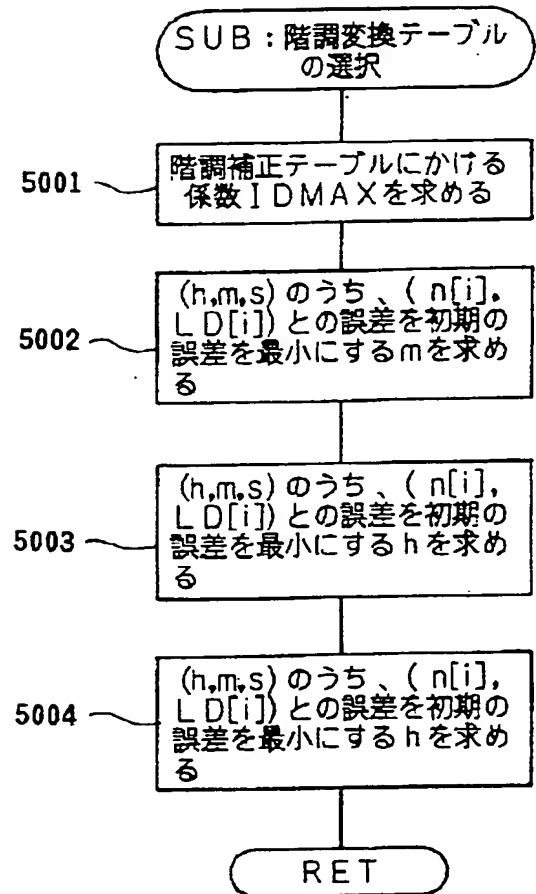 SUB:階調変換テーブル
の選択
5001
階調補正テーブルにかける
係数IDMAXを求める
5002
(h,m,s)のうち、(n[i],
LD[i])との誤差を初期の
誤差を最小にするmを求め
る
5003
(h,m,s)のうち、(n[i],
LD[i])との誤差を初期の
誤差を最小にするhを求め
る
5004
(h,m,s)のうち、(n[i],
LD[i])との誤差を初期の
誤差を最小にするhを求め
る
RET